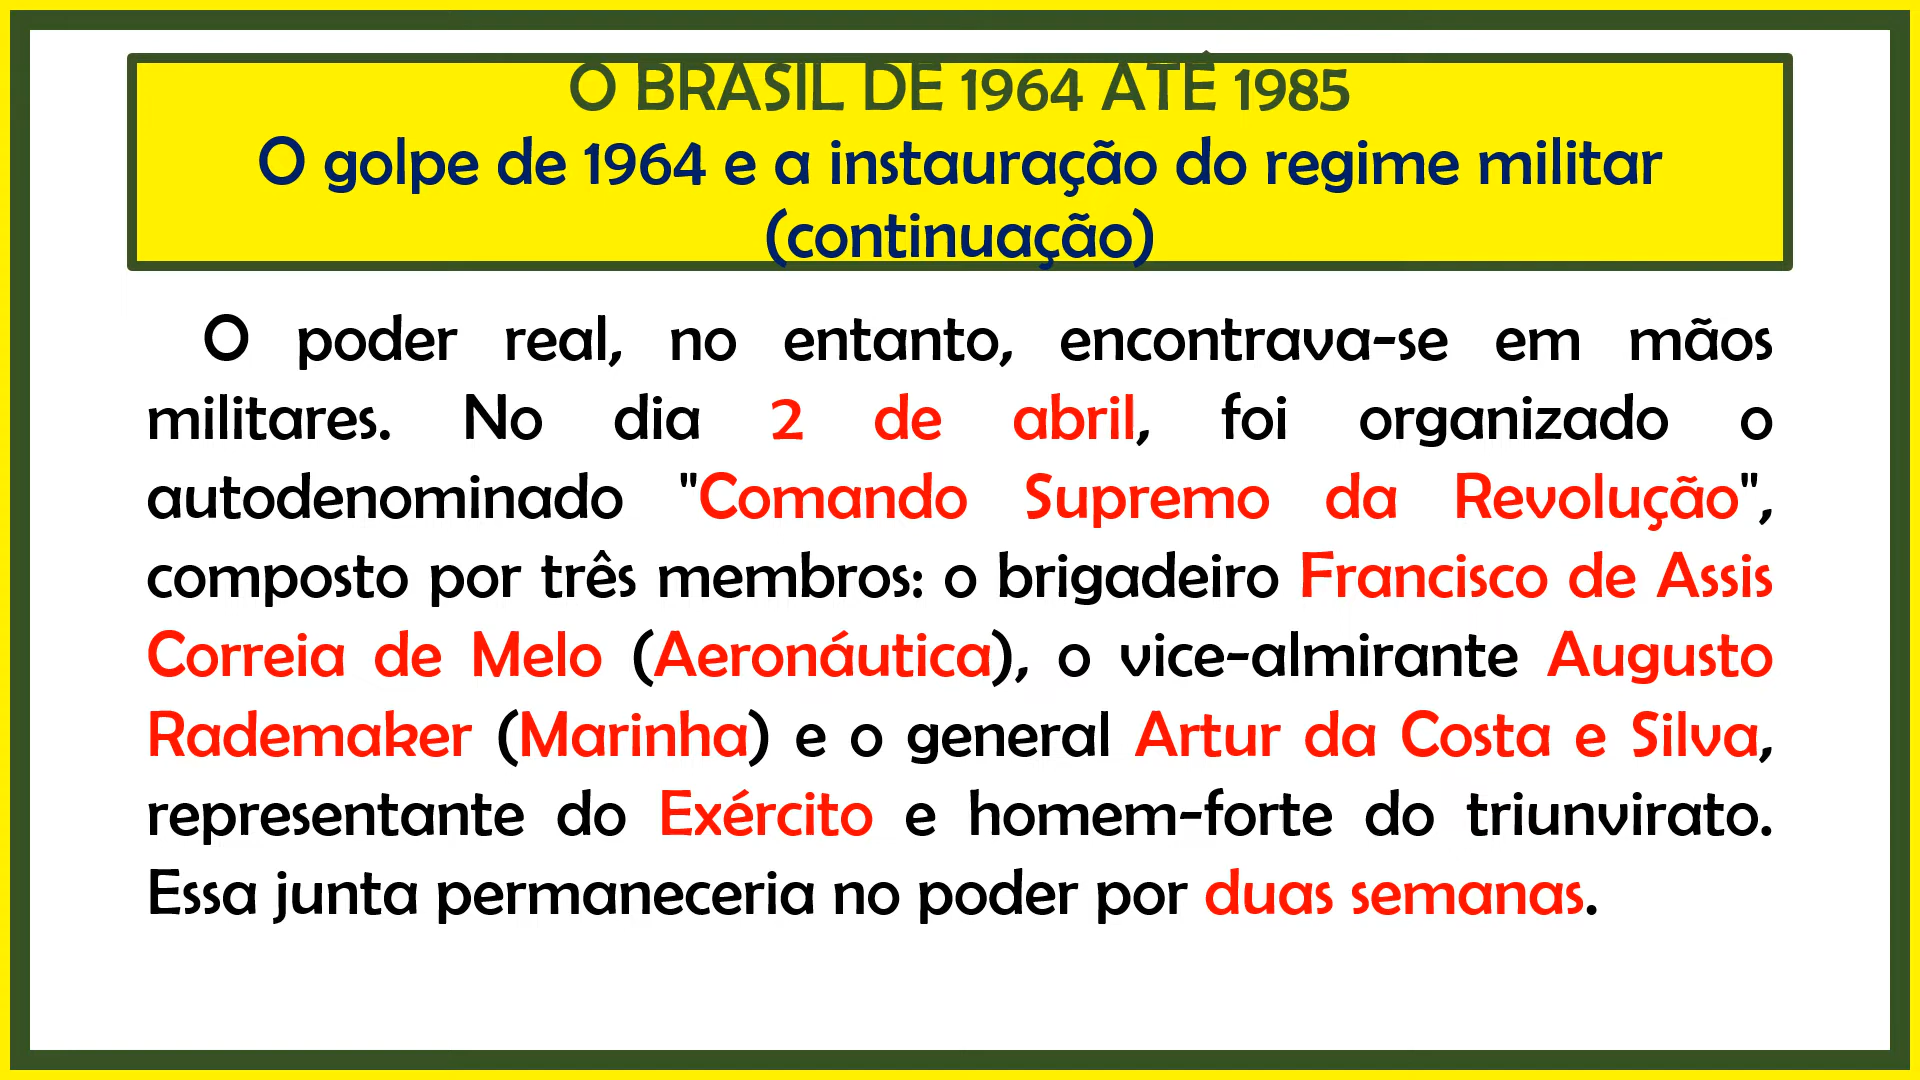 O BRASIL DE 1964 ATÉ 1985
O golpe de 1964 e a instauração do regime militar
(continuação)
O poder real, no entanto, encontrava-se em mãos
militares. No dia 2 de abril, foi organizado o
autodenominado "Comando Supremo da Revolução",
composto por três membros: o brigadeiro Francisco de Assis
Correia de Melo (Aeronáutica), o vice-almirante Augusto
Rademaker (Marinha) e o general Artur da Costa e Silva,
representante do Exército e homem-forte do triunvirato.
Essa junta permaneceria no poder por duas semanas.